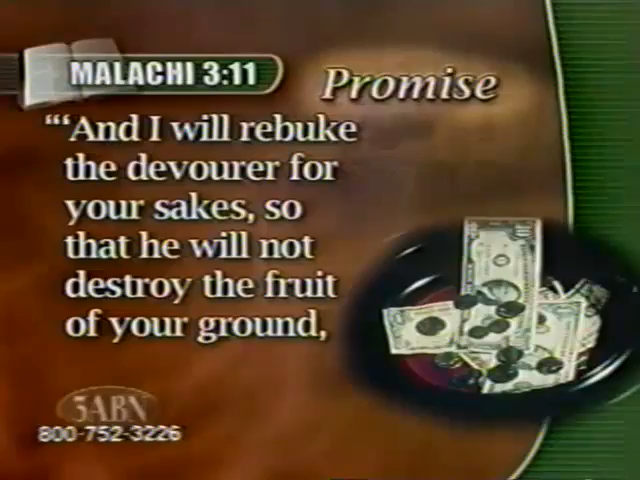 MALACHI 3:11
Promise
“‘And I will rebuke
the devourer for
your sakes, so
that he will not
destroy the fruit
of your ground,
3ABN
800-752-3226